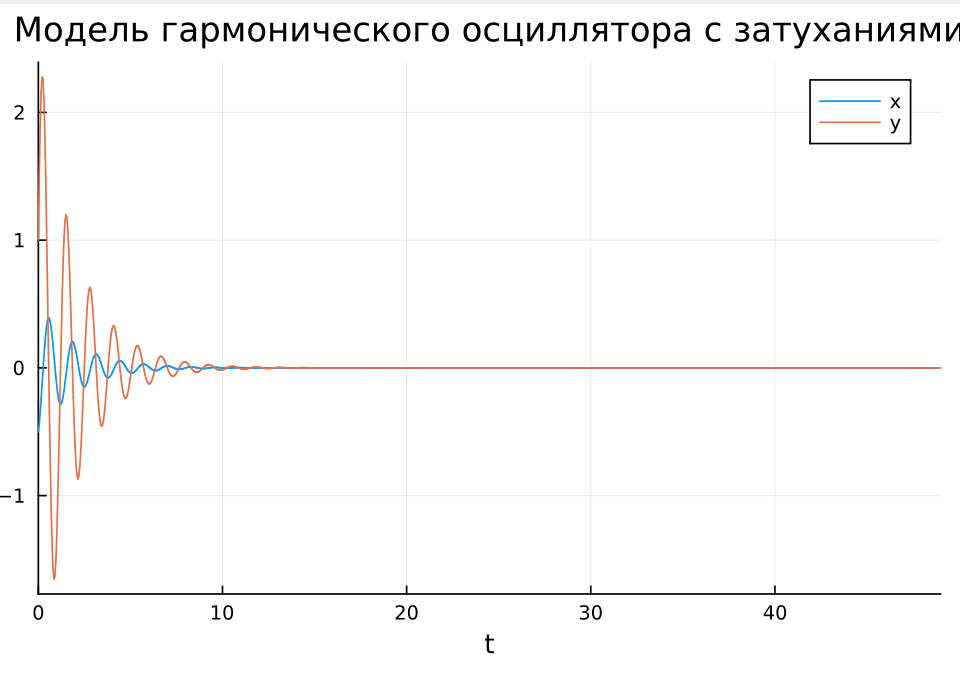 Модель гармонического осциллятора с затуханиями
2
1
0
−1
x
y
0 10 20 30 40
t